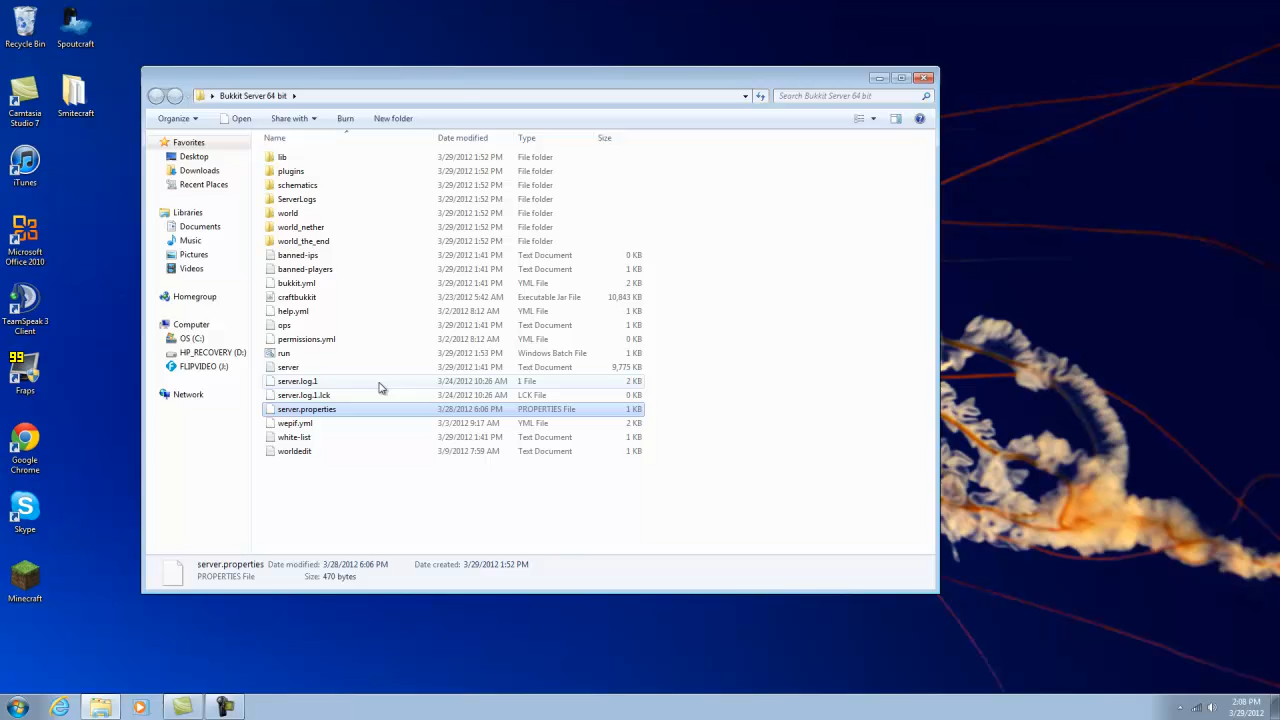 Recycle Bin
Spoutcraft
Camtasia Studio 7
Smitecraft
iTunes
Microsoft Office 2010
TeamSpeak 3 Client
99
Fraps
Google Chrome
Skype
Minecraft
Bukkit Server 64 bit
Search Bukkit Server 64 bit
Organize Open Share with Burn New folder
Favorites
Desktop
Downloads
Recent Places
Libraries
Documents
Music
Pictures
Videos
Homegroup
Computer
OS (C:)
HP_RECOVERY (D:)
FLIPVIDEO (J:)
Network
Name Date modified Type Size
lib 3/29/2012 1:52 PM File folder
plugins 3/29/2012 1:52 PM File folder
schematics 3/29/2012 1:52 PM File folder
ServerLogs 3/29/2012 1:52 PM File folder
world 3/29/2012 1:52 PM File folder
world_nether 3/29/2012 1:52 PM File folder
world_the_end 3/29/2012 1:52 PM File folder
banned-ips 3/29/2012 1:41 PM Text Document 0 KB
banned-players 3/29/2012 1:41 PM Text Document 1 KB
bukkit.yml 3/29/2012 1:41 PM YML File 2 KB
craftbukkit 3/23/2012 5:42 AM Executable Jar File 10,843 KB
help.yml 3/2/2012 8:12 AM YML File 1 KB
ops 3/29/2012 1:41 PM Text Document 1 KB
permissions.yml 3/2/2012 8:12 AM YML File 0 KB
run 3/29/2012 1:53 PM Windows Batch File 1 KB
server 3/29/2012 1:41 PM Text Document 9,775 KB
server.log.1 3/24/2012 10:26 AM 1 File 2 KB
server.log.1.lck 3/24/2012 10:26 AM LCK File 0 KB
server.properties 3/28/2012 6:06 PM PROPERTIES File 1 KB
wepif.yml 3/3/2012 9:17 AM YML File 2 KB
white-list 3/29/2012 1:41 PM Text Document 1 KB
worldedit 3/9/2012 7:59 AM Text Document 1 KB
server.properties Date modified: 3/28/2012 6:06 PM Date created: 3/29/2012 1:52 PM
PROPERTIES File Size: 470 bytes
2:08 PM
3/29/2012